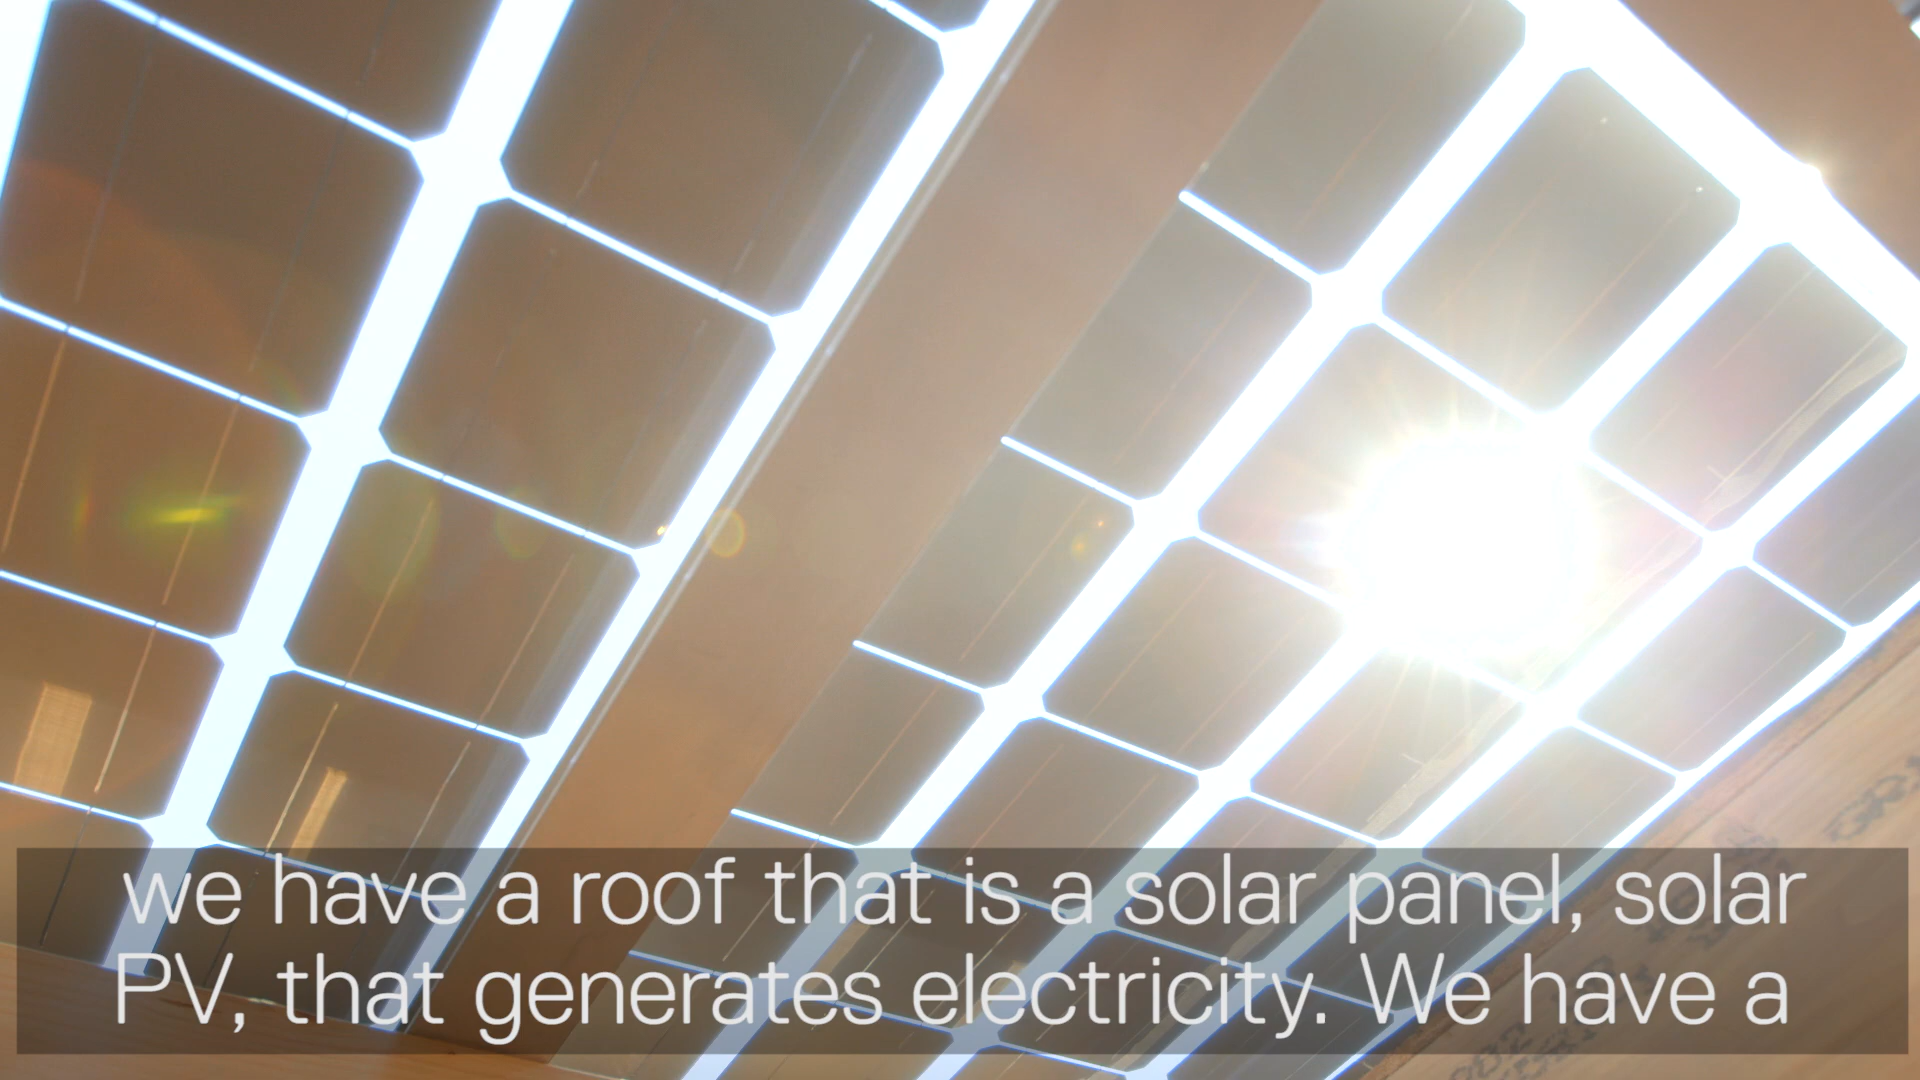 we have a roof that is a solar panel, solar
PV, that generates electricity. We have a